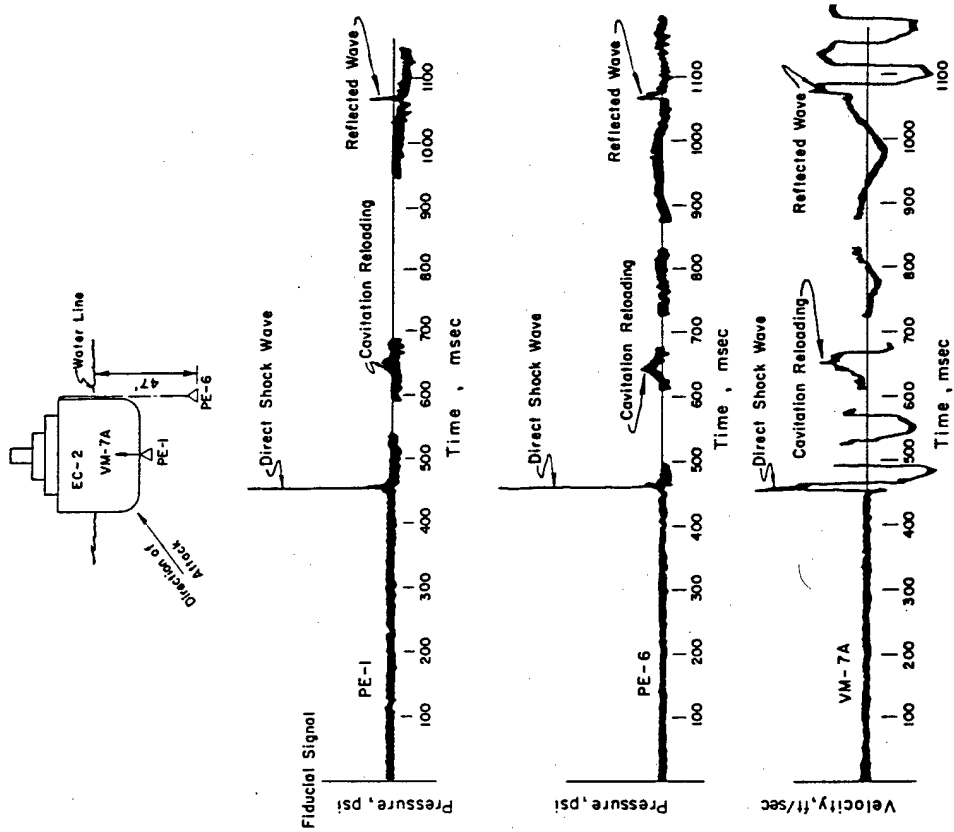 EC-2
VM-7A
PE-1
Water Line
47'
PE-6
Direction of
Attack
Fiducial Signal
Pressure, psi
PE-1
Direct Shock Wave
Cavitation Reloading
Reflected Wave
100 200 300 400 500 600 700 800 900 1000 1100
Time, msec
Pressure, psi
PE-6
Direct Shock Wave
Cavitation Reloading
Reflected Wave
100 200 300 400 500 600 700 800 900 1000 1100
Time, msec
Velocity, ft/sec
VM-7A
Direct Shock Wave
Cavitation Reloading
Reflected Wave
100 200 300 400 500 600 700 800 900 1000 1100
Time, msec